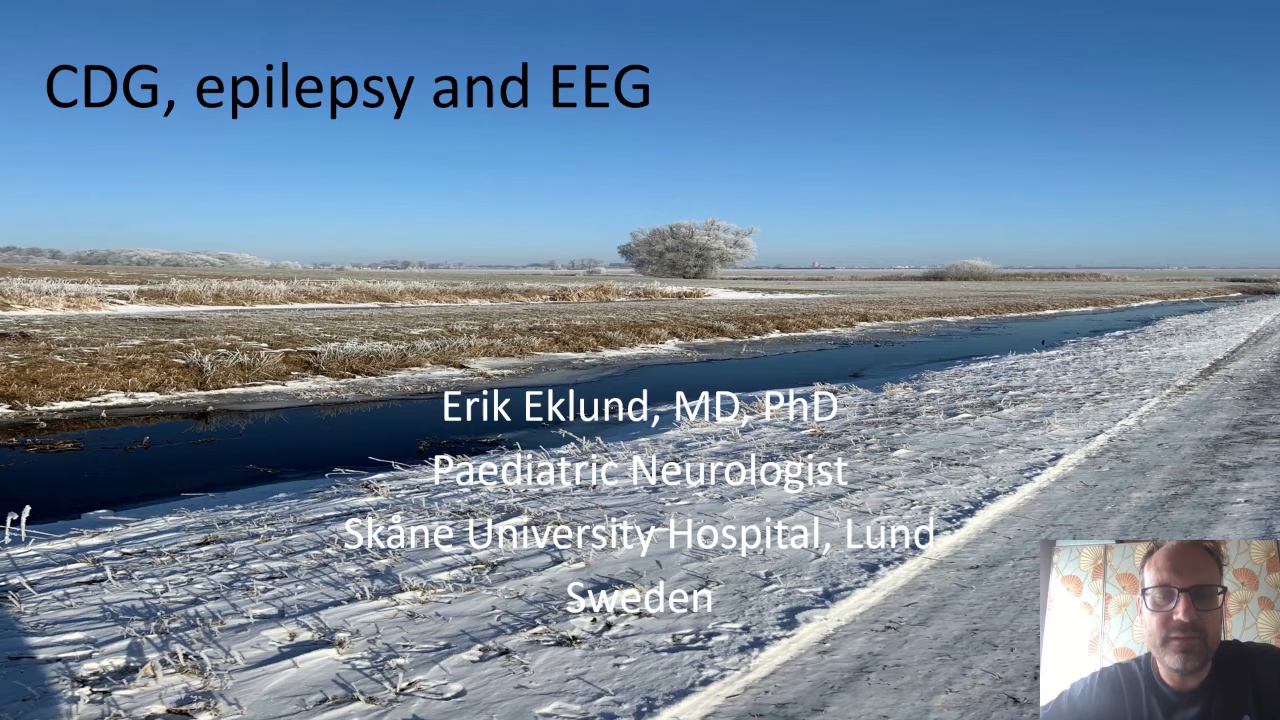 CDG, epilepsy and EEG
Erik Eklund, MD, PhD
Paediatric Neurologist
Skåne University Hospital, Lund
Sweden